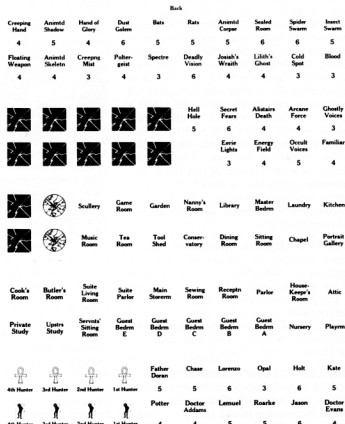 Back
Creeping Hand Animtd Shadow Hand of Glory Dust Golem Bats Rats Animtd Corpse Sealed Room Spider Swarm Insect Swarm
4 5 4 6 5 5 5 6 6 5
Floating Weapon Animtd Skeletn Creepng Mist Polter-geist Spectre Deadly Vision Josiah's Wraith Lilith's Ghost Cold Spot Blood
4 4 3 4 3 6 4 4 3 3
Hell Hole Secret Fears Alistairs Death Arcane Force Ghostly Voices
5 6 4 4 3
Eerie Lights Energy Field Occult Voices Familiar
3 4 5 4
Scullery Game Room Garden Nanny's Room Library Master Bedrm Laundry Kitchen
Music Room Tea Room Tool Shed Conser-vatory Dining Room Sitting Room Chapel Portrait Gallery
Cook's Room Butler's Room Suite Living Room Suite Parlor Main Storerm Sewing Room Receptn Room Parlor House-Keepe's Room Attic
Private Study Upstrs Study Servnts' Sitting Room Guest Bedrm E Guest Bedrm D Guest Bedrm C Guest Bedrm B Guest Bedrm A Nursery Playrm
4th Hunter 3rd Hunter 2nd Hunter 1st Hunter Father Doran Chase Lorenzo Opal Holt Kate
5 5 6 3 6 5
4th Hunter 3rd Hunter 2nd Hunter 1st Hunter Potter Doctor Addams Lemuel Roarke Jason Doctor Evans
4 4 5 5 6 4